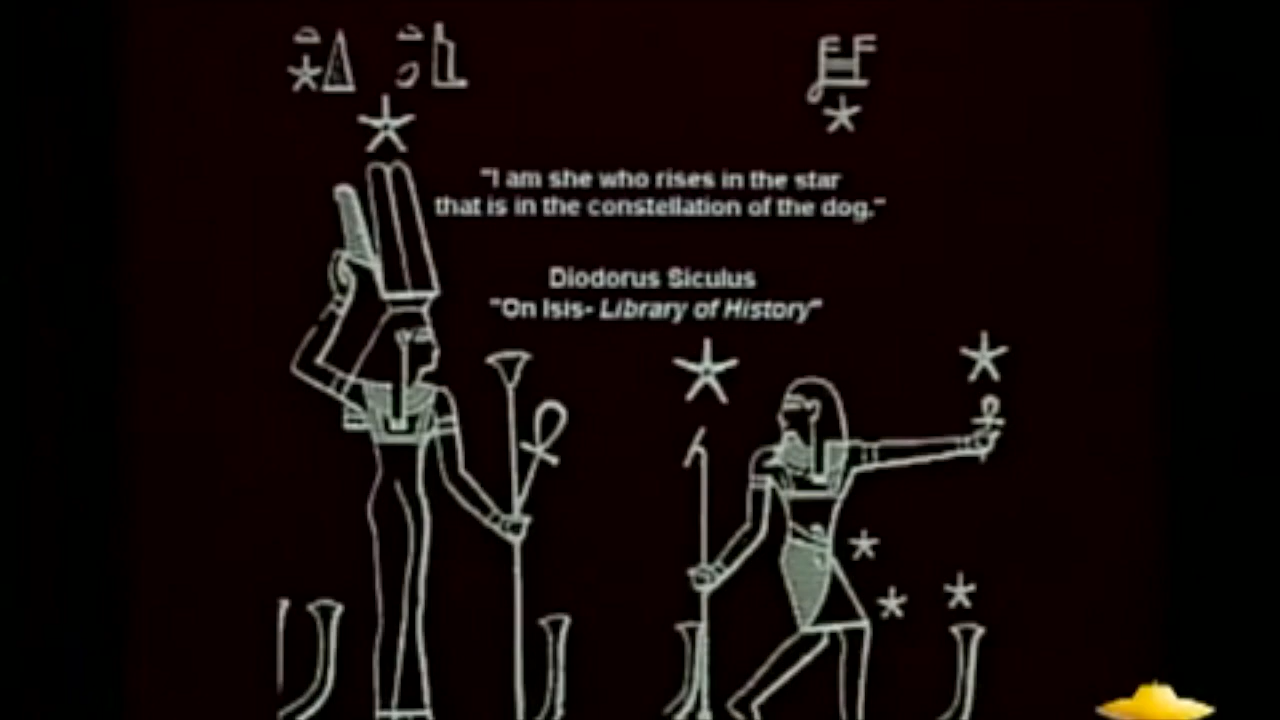 "I am she who rises in the star
that is in the constellation of the dog."
Diodorus Siculus
"On Isis- Library of History"